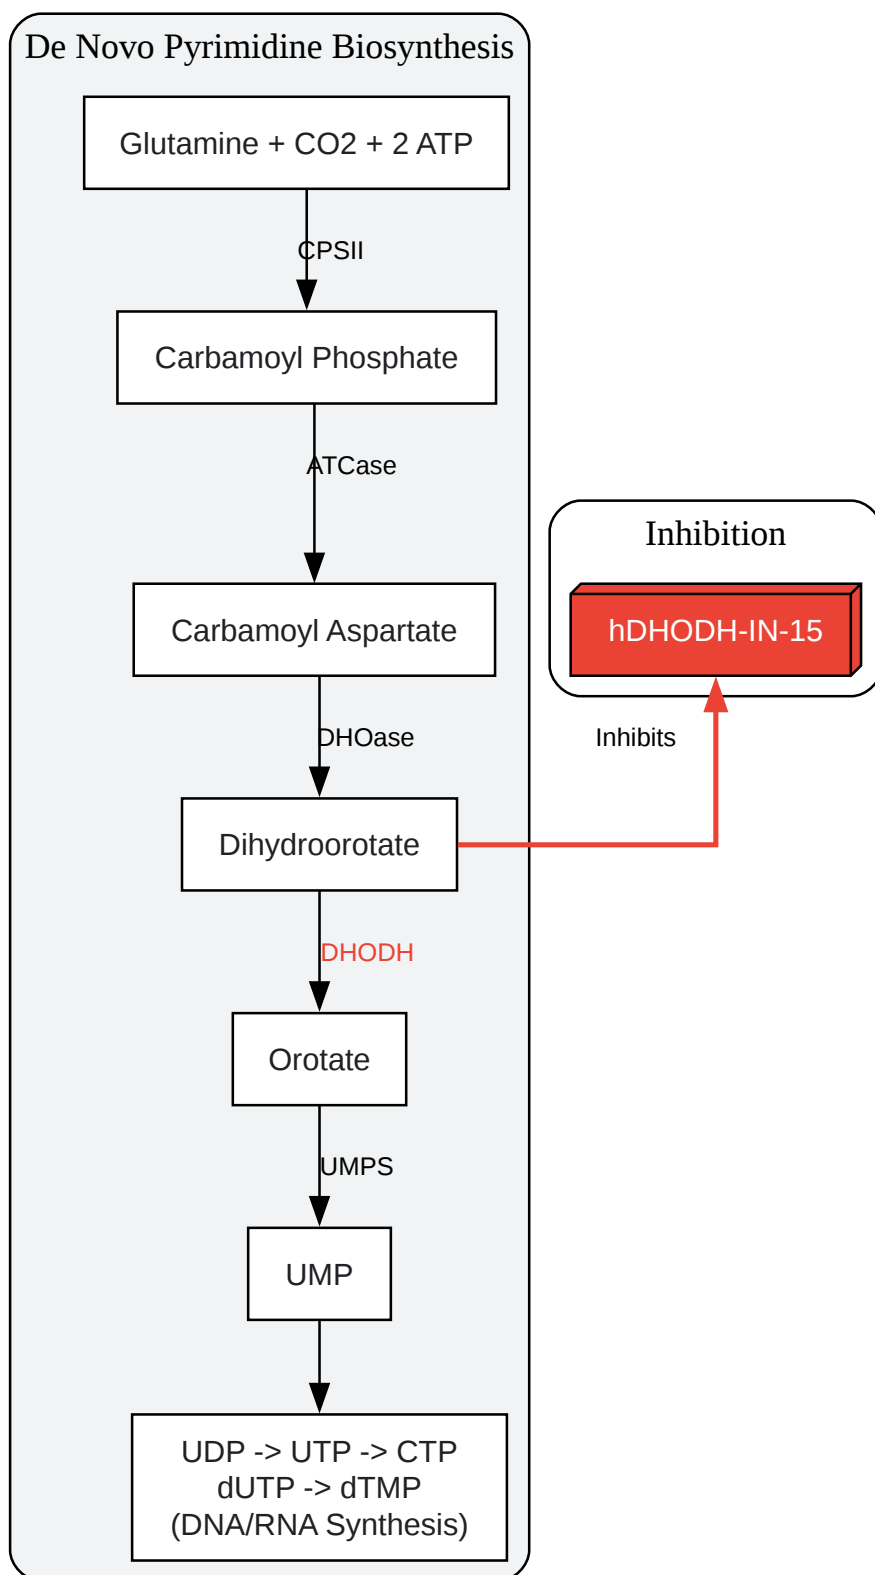 De Novo Pyrimidine Biosynthesis
Glutamine + CO2 + 2 ATP
CPSII
Carbamoyl Phosphate
ATCase
Inhibition
Carbamoyl Aspartate
hDHODH-IN-15
DHOase
Inhibits
Dihydroorotate
DHODH
Orotate
UMPS
UMP
UDP -> UTP -> CTP
dUTP -> dTMP
(DNA/RNA Synthesis)